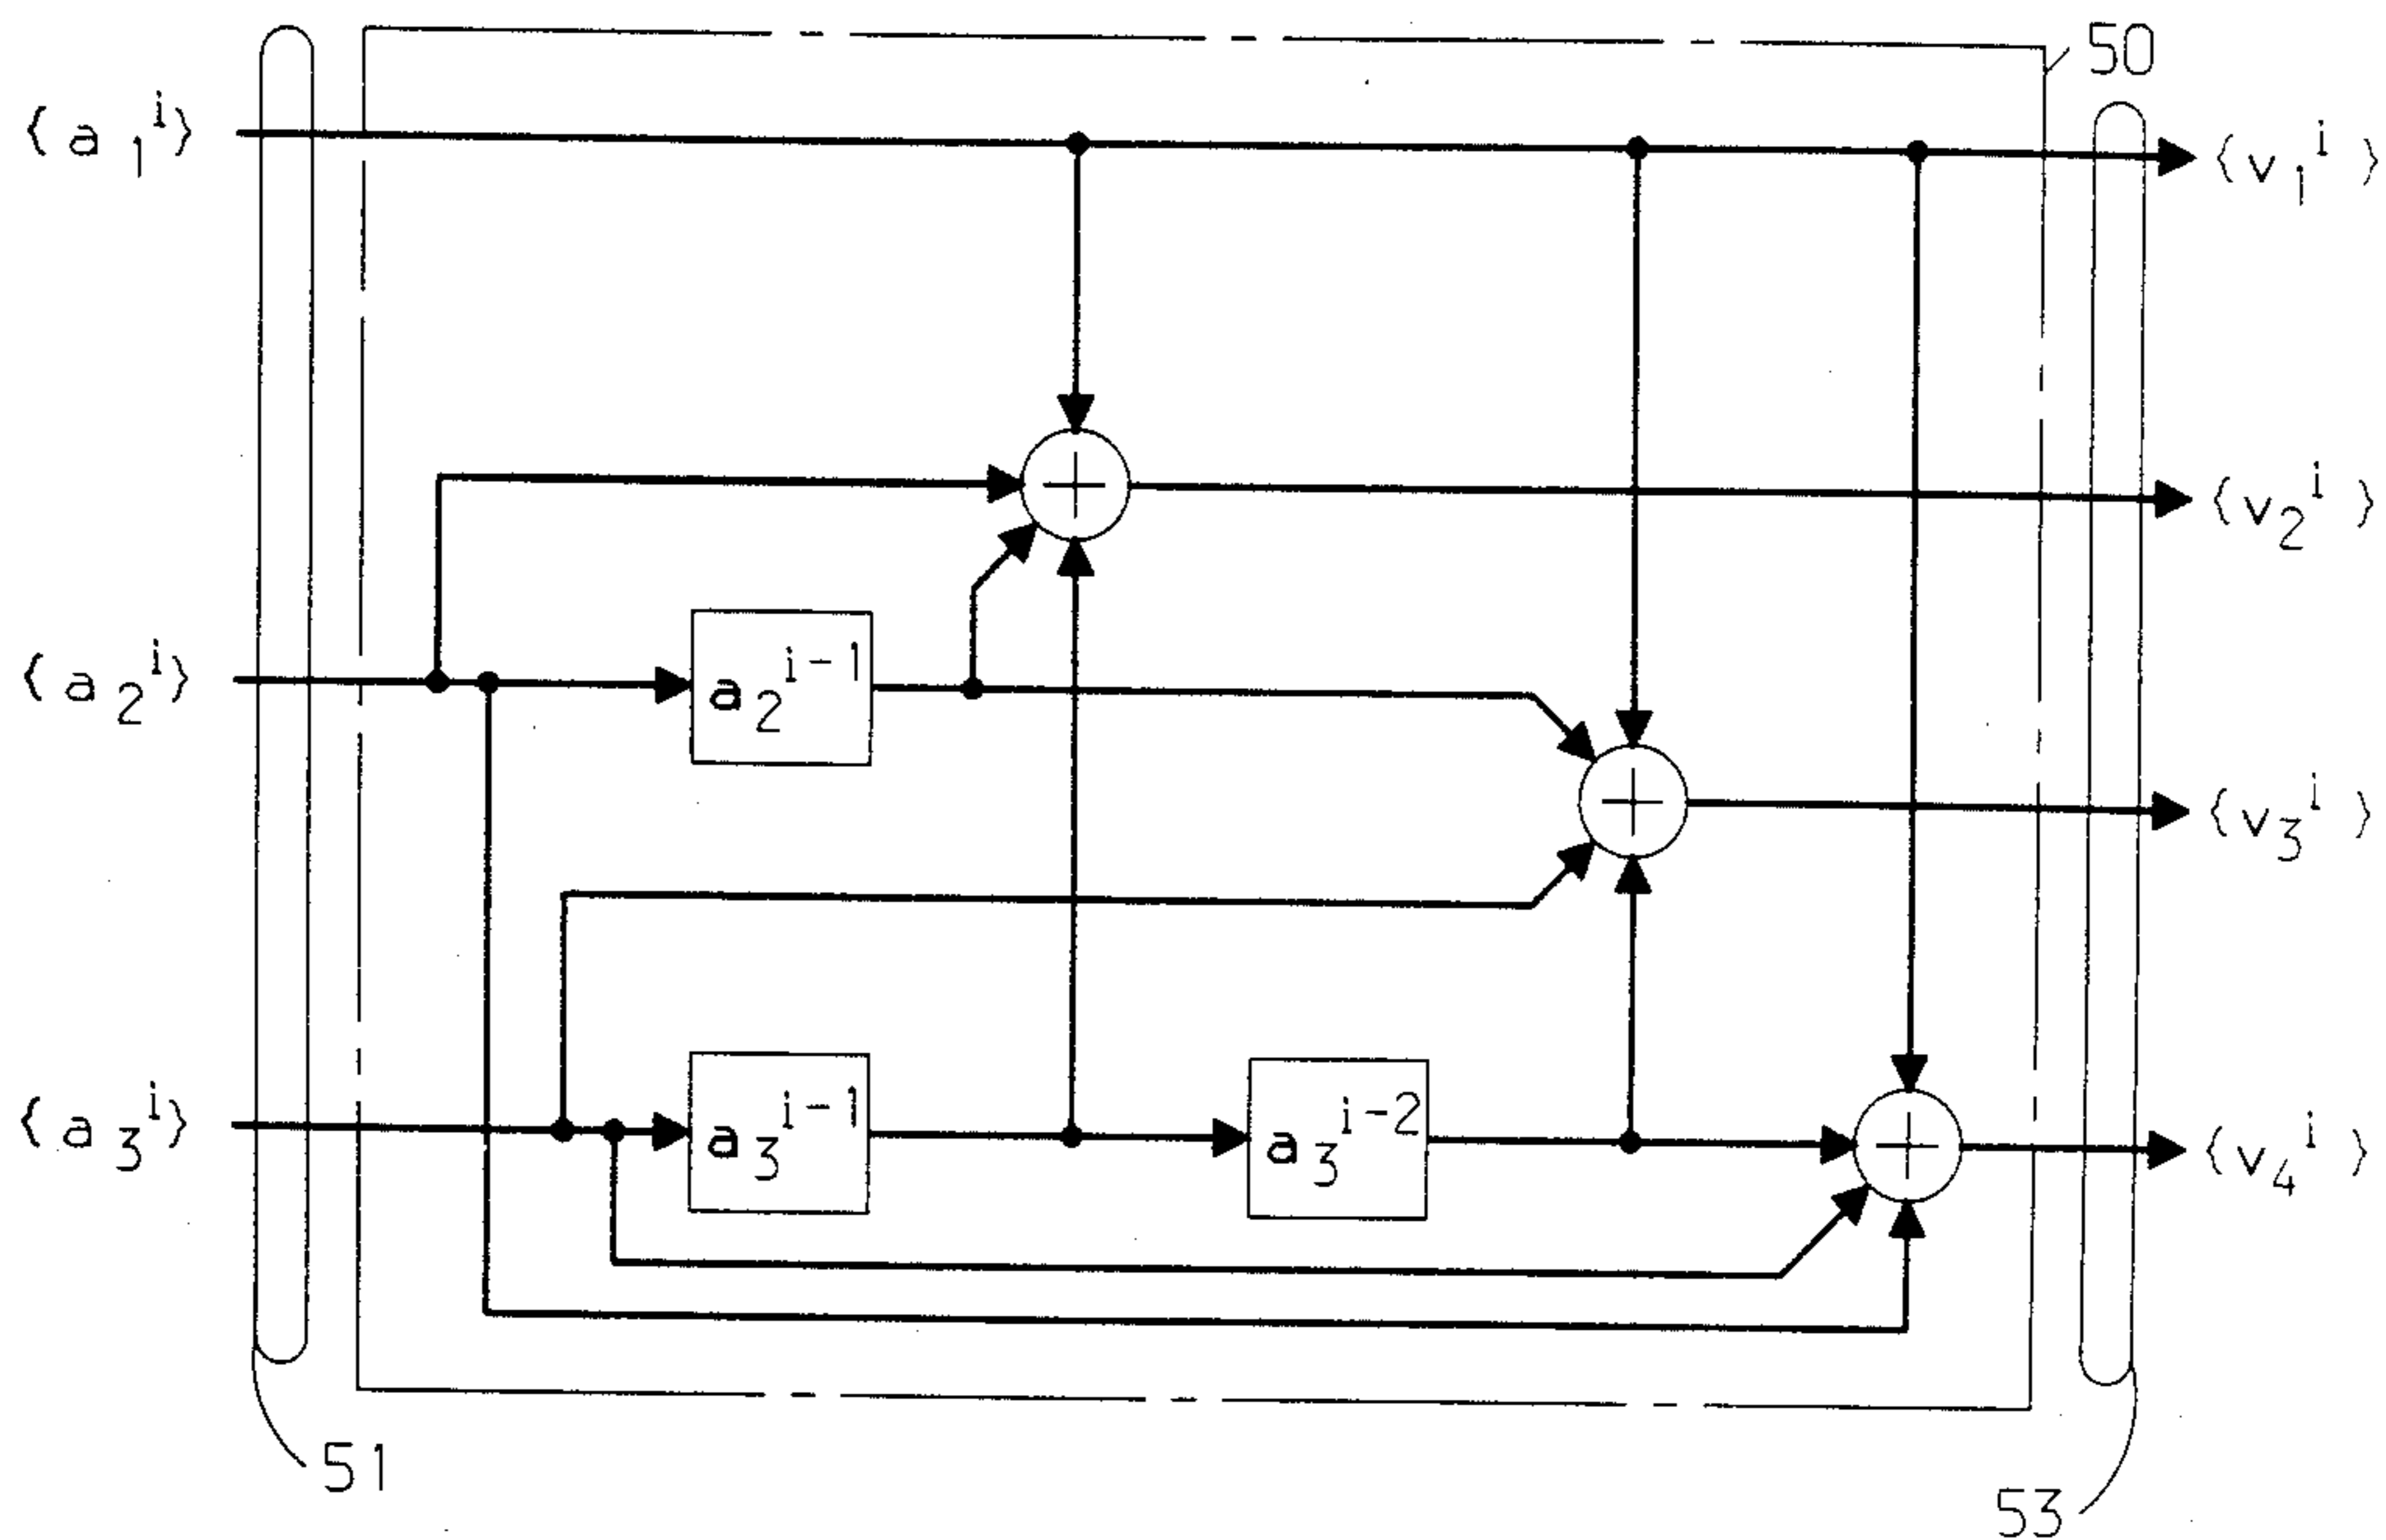 50
{a₁ⁱ}
{v₁ⁱ}
{v₂ⁱ}
{a₂ⁱ}
a₂ⁱ⁻¹
{v₃ⁱ}
{a₃ⁱ}
a₃ⁱ⁻¹
a₃ⁱ⁻²
{v₄ⁱ}
51
53